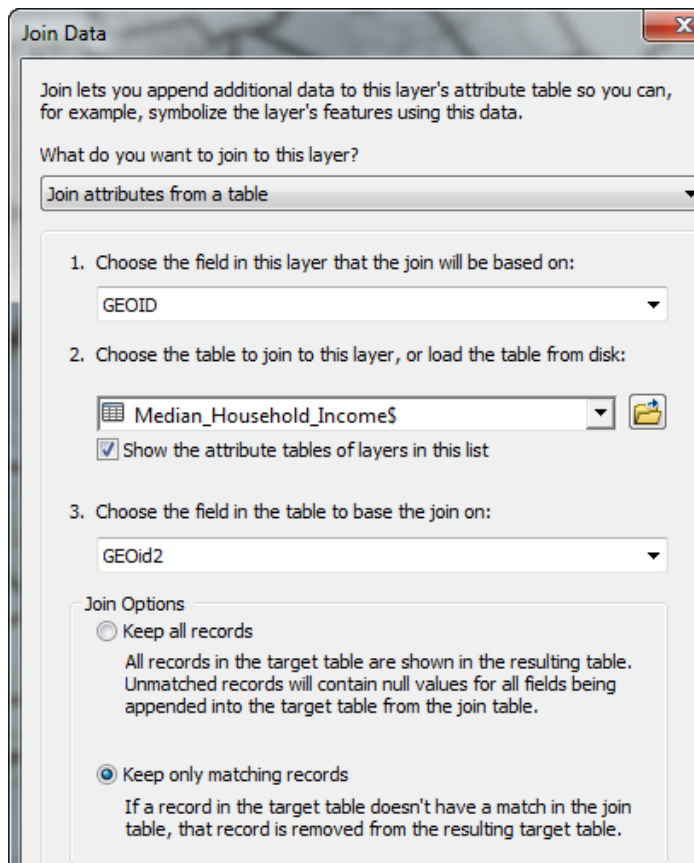 Join Data
Join lets you append additional data to this layer's attribute table so you can,
for example, symbolize the layer's features using this data.
What do you want to join to this layer?
Join attributes from a table
1. Choose the field in this layer that the join will be based on:
GEOID
2. Choose the table to join to this layer, or load the table from disk:
Median_Household_Income$
Show the attribute tables of layers in this list
3. Choose the field in the table to base the join on:
GEOid2
Join Options
Keep all records
All records in the target table are shown in the resulting table.
Unmatched records will contain null values for all fields being
appended into the target table from the join table.
Keep only matching records
If a record in the target table doesn't have a match in the join
table, that record is removed from the resulting target table.